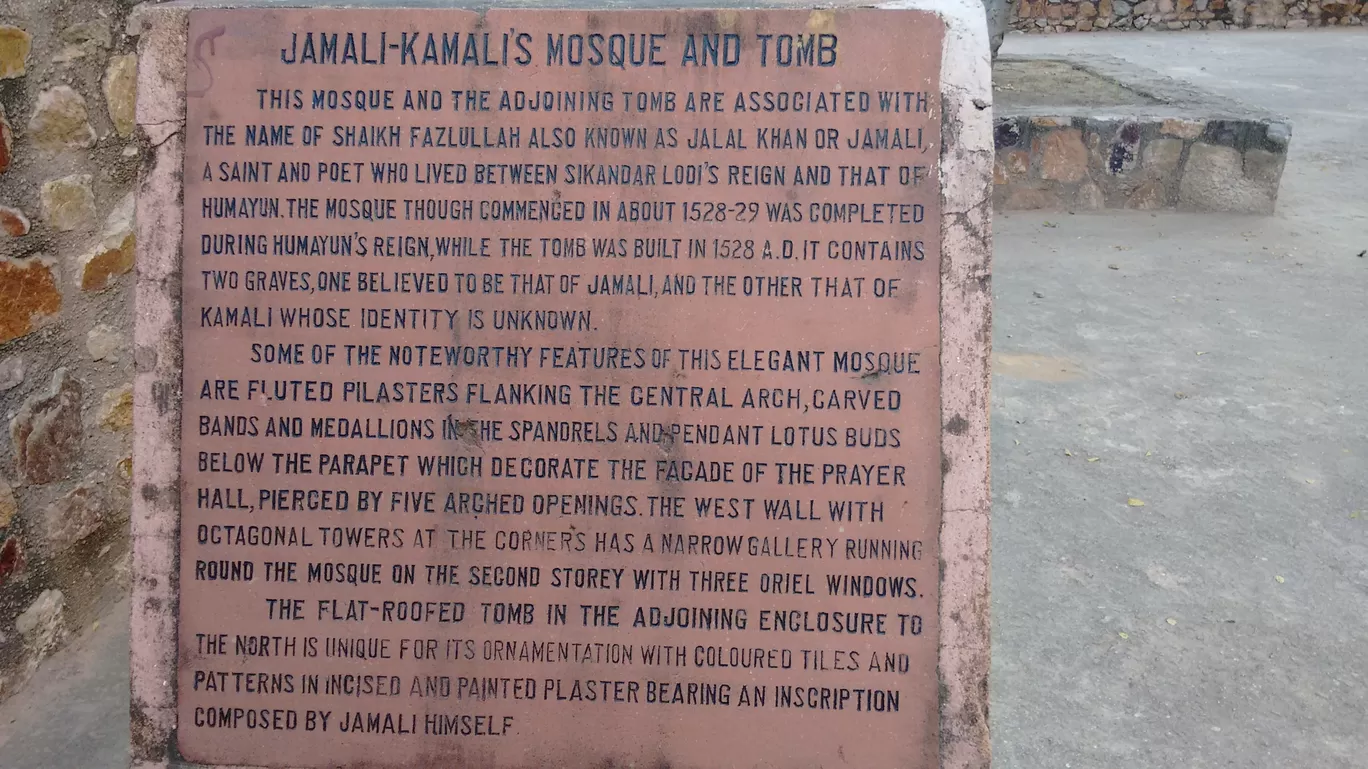 JAMALI-KAMALI'S MOSQUE AND TOMB
THIS MOSQUE AND THE ADJOINING TOMB ARE ASSOCIATED WITH
THE NAME OF SHAIKH FAZLULLAH ALSO KNOWN AS JALAL KHAN OR JAMALI,
A SAINT AND POET WHO LIVED BETWEEN SIKANDAR LODI'S REIGN AND THAT OF
HUMAYUN. THE MOSQUE THOUGH COMMENCED IN ABOUT 1528-29 WAS COMPLETED
DURING HUMAYUN'S REIGN, WHILE THE TOMB WAS BUILT IN 1528 A.D. IT CONTAINS
TWO GRAVES, ONE BELIEVED TO BE THAT OF JAMALI, AND THE OTHER THAT OF
KAMALI WHOSE IDENTITY IS UNKNOWN.
SOME OF THE NOTEWORTHY FEATURES OF THIS ELEGANT MOSQUE
ARE FLUTED PILASTERS FLANKING THE CENTRAL ARCH, CARVED
BANDS AND MEDALLIONS IN THE SPANDRELS AND PENDANT LOTUS BUDS
BELOW THE PARAPET WHICH DECORATE THE FACADE OF THE PRAYER
HALL, PIERCED BY FIVE ARCHED OPENINGS. THE WEST WALL WITH
OCTAGONAL TOWERS AT THE CORNERS HAS A NARROW GALLERY RUNNING
ROUND THE MOSQUE ON THE SECOND STOREY WITH THREE ORIEL WINDOWS.
THE FLAT-ROOFED TOMB IN THE ADJOINING ENCLOSURE TO
THE NORTH IS UNIQUE FOR ITS ORNAMENTATION WITH COLOURED TILES AND
PATTERNS IN INCISED AND PAINTED PLASTER BEARING AN INSCRIPTION
COMPOSED BY JAMALI HIMSELF.